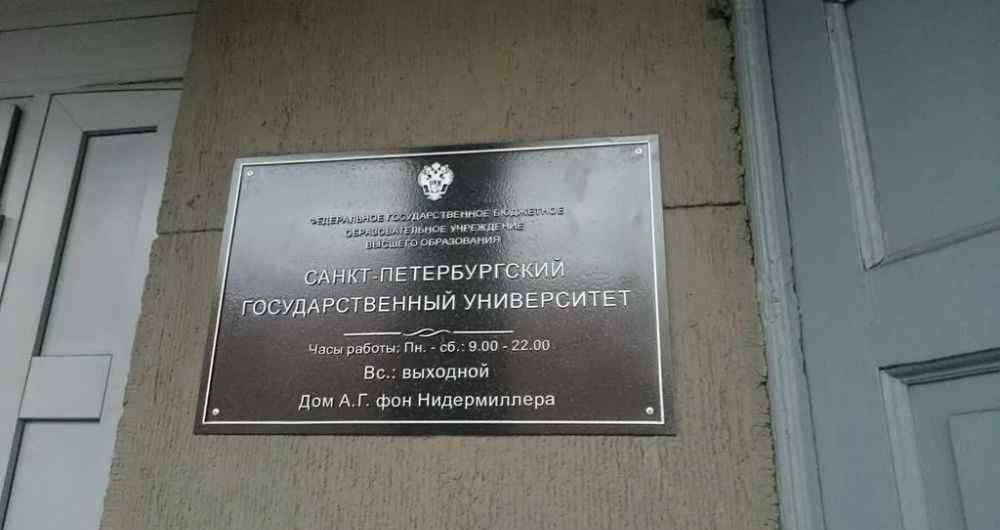 ФЕДЕРАЛЬНОЕ ГОСУДАРСТВЕННОЕ БЮДЖЕТНОЕ
ОБРАЗОВАТЕЛЬНОЕ УЧРЕЖДЕНИЕ
ВЫСШЕГО ОБРАЗОВАНИЯ
САНКТ-ПЕТЕРБУРГСКИЙ
ГОСУДАРСТВЕННЫЙ УНИВЕРСИТЕТ
Часы работы: Пн. - сб.: 9.00 - 22.00
Вс.: выходной
Дом А.Г. фон Нидермиллера